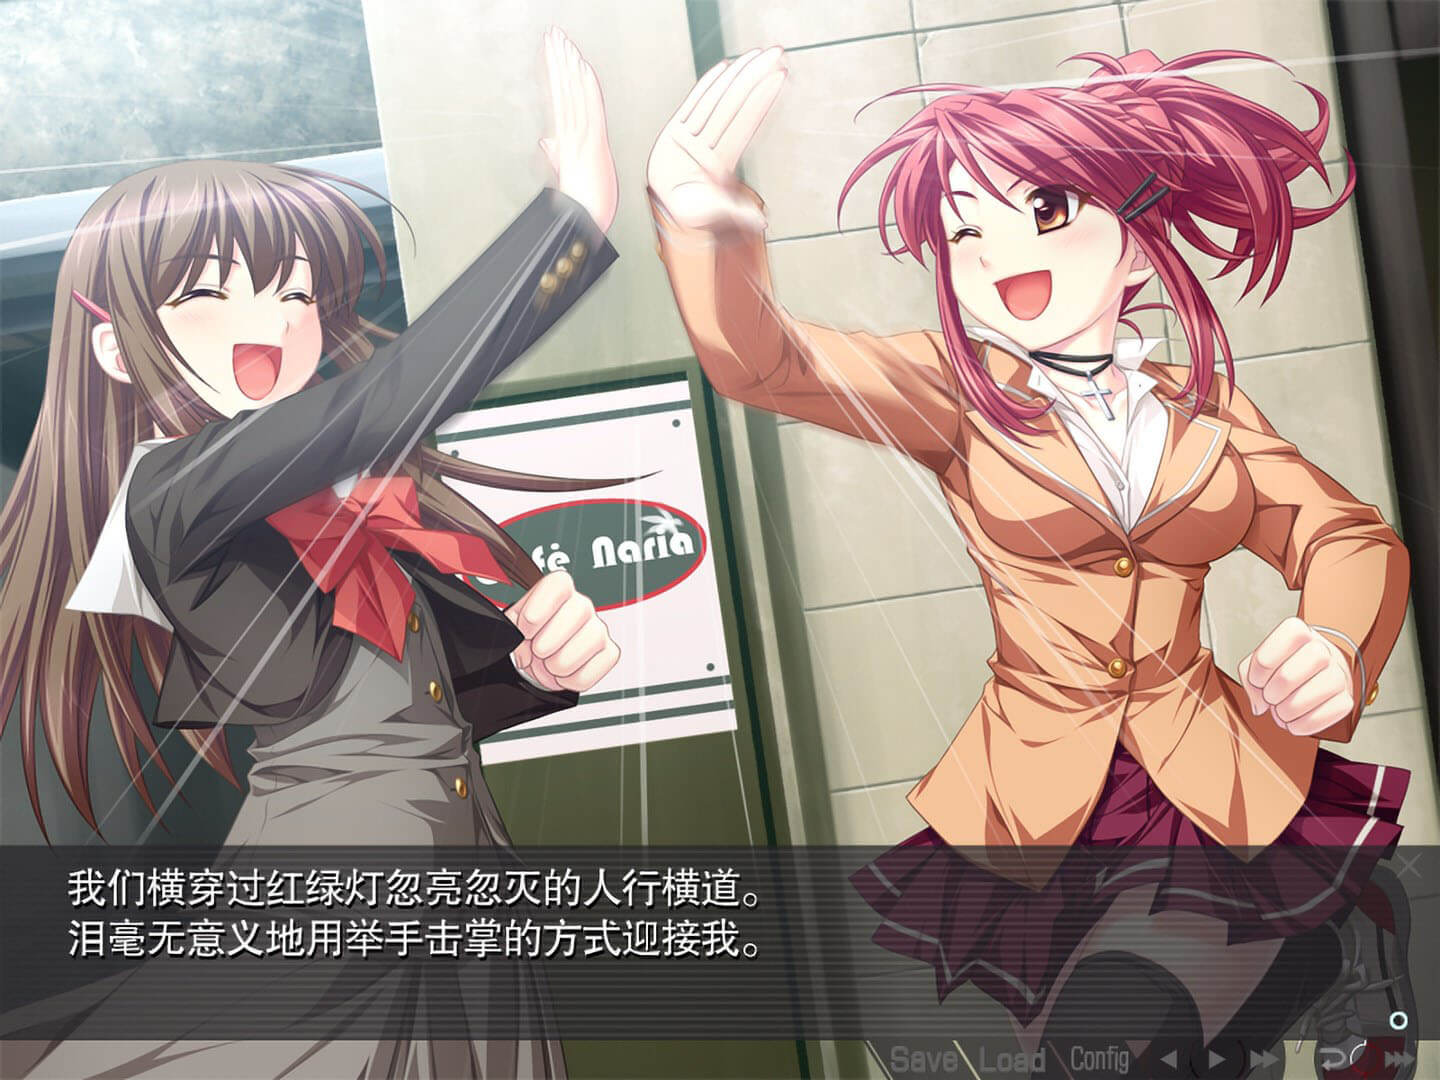 fé Naria
我们横穿过红绿灯忽亮忽灭的人行横道。
泪毫无意义地用举手击掌的方式迎接我。
Save Load Config